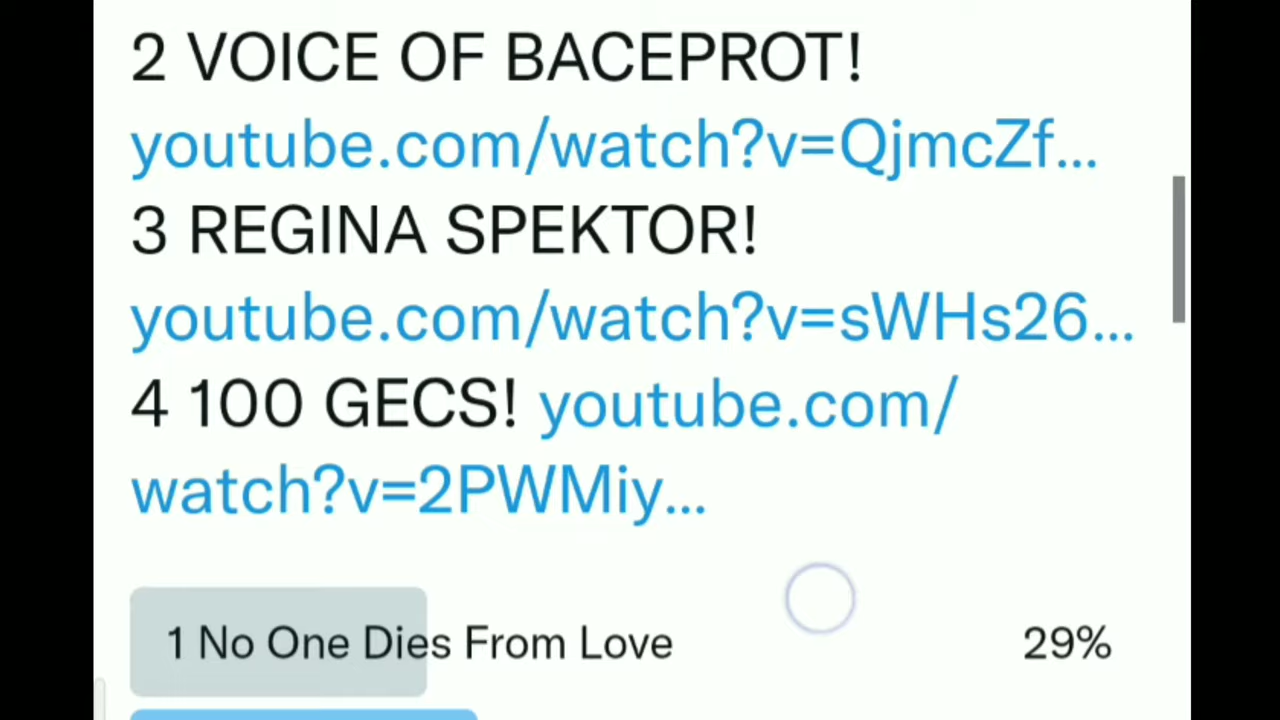 2 VOICE OF BACEPROT!
youtube.com/watch?v=QjmcZf...
3 REGINA SPEKTOR!
youtube.com/watch?v=sWHs26...
4 100 GECS! youtube.com/
watch?v=2PWMiy...
1 No One Dies From Love 29%